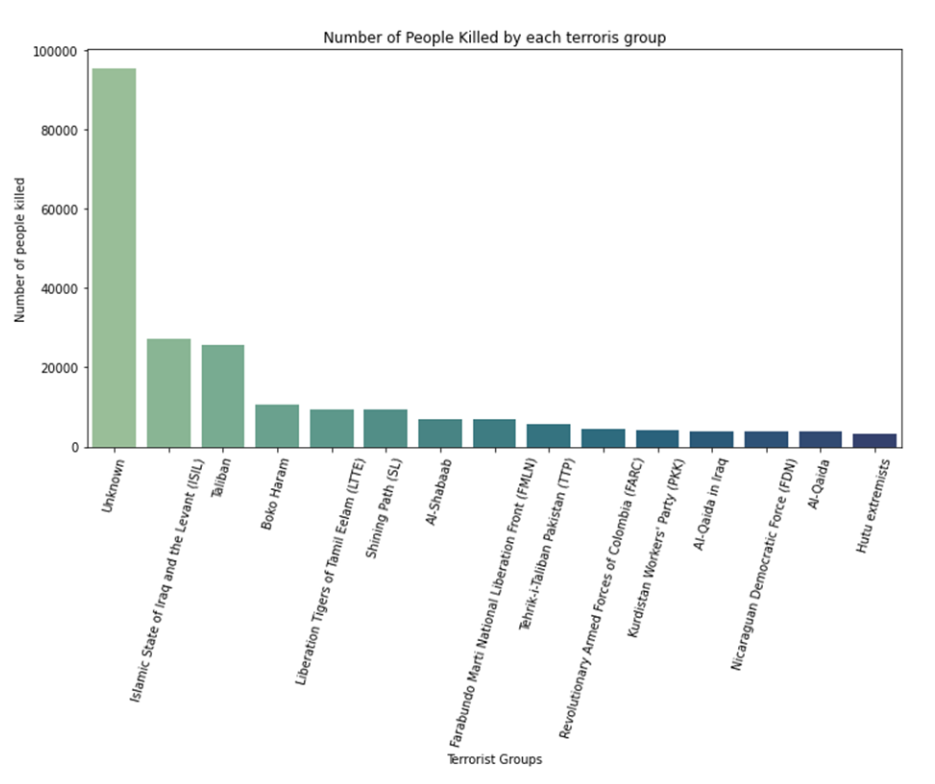 Number of People Killed by each terroris group
Number of people killed
100000
80000
60000
40000
20000
0
Unknown
Islamic State of Iraq and the Levant (ISIL)
Taliban
Boko Haram
Liberation Tigers of Tamil Eelam (LTTE)
Shining Path (SL)
Al-Shabaab
Farabundo Marti National Liberation Front (FMLN)
Tehrik-i-Taliban Pakistan (TTP)
Revolutionary Armed Forces of Colombia (FARC)
Kurdistan Workers' Party (PKK)
Al-Qaida in Iraq
Nicaraguan Democratic Force (FDN)
Al-Qaida
Hutu extremists
Terrorist Groups